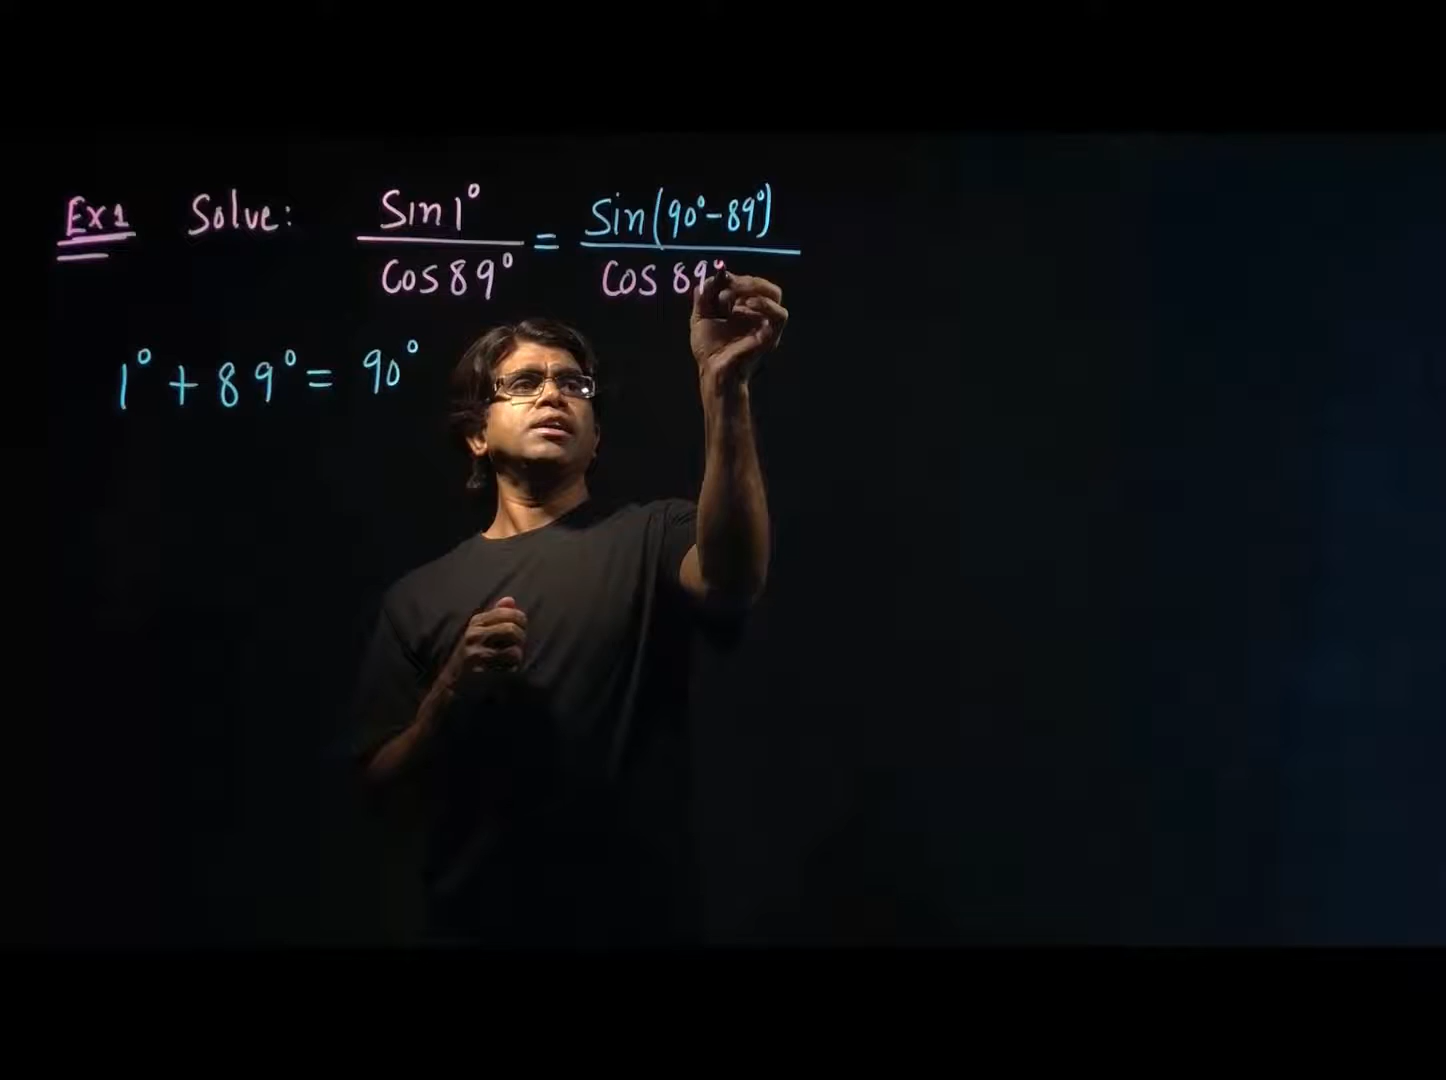 Ex1 Solve: Sin 1° / Cos 89° = Sin(90°-89°) / Cos 89°
1° + 89° = 90°